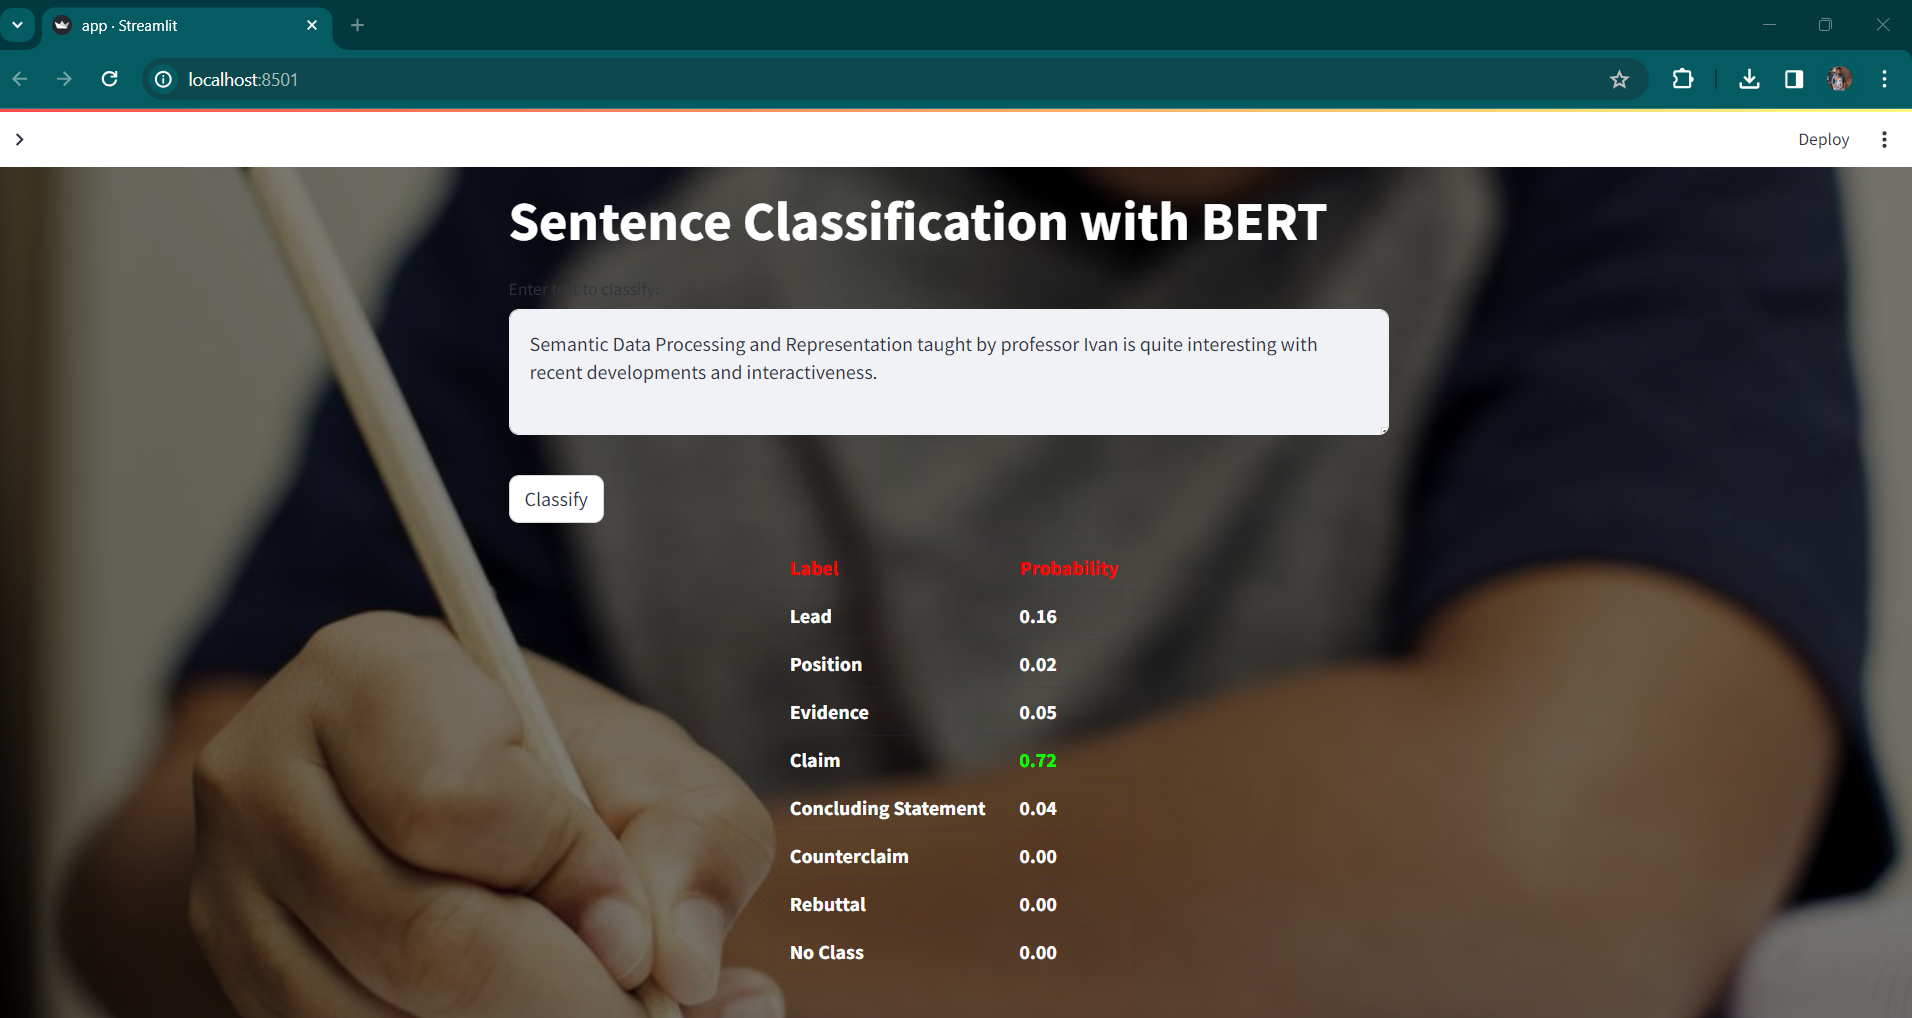 app · Streamlit
localhost:8501
Deploy
Sentence Classification with BERT
Enter text to classify:
Semantic Data Processing and Representation taught by professor Ivan is quite interesting with
recent developments and interactiveness.
Classify
Label Probability
Lead 0.16
Position 0.02
Evidence 0.05
Claim 0.72
Concluding Statement 0.04
Counterclaim 0.00
Rebuttal 0.00
No Class 0.00